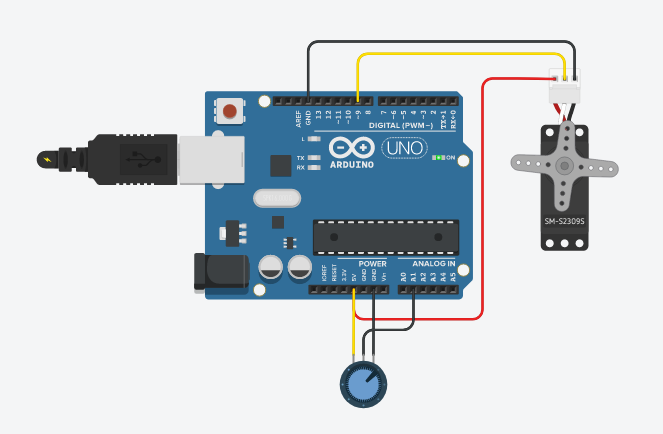 AREF
GND
13
12
~11
~10
~9
8
7
~6
~5
4
~3
2
TX→1
RX←0
DIGITAL (PWM~)
L
TX
RX
ARDUINO
UNO
ON
SM-S2309S
POWER
ANALOG IN
IOREF
RESET
3.3V
5V
GND
GND
Vin
A0
A1
A2
A3
A4
A5